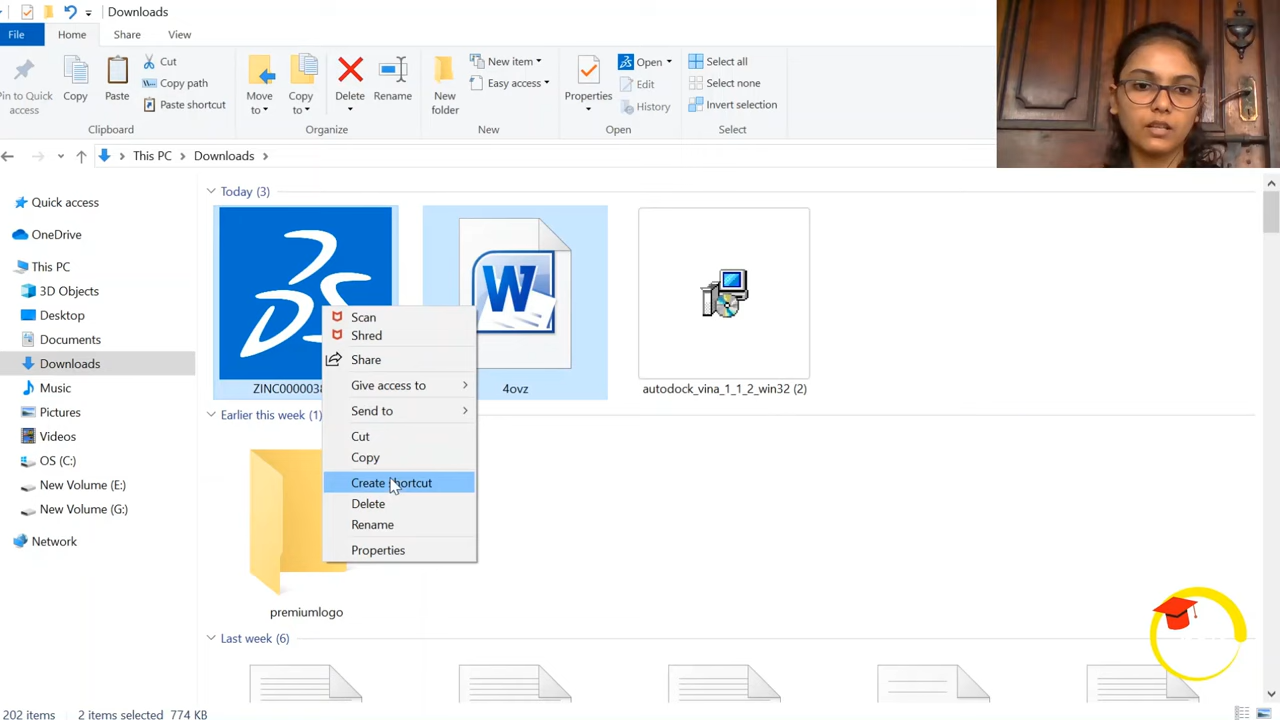 Downloads
File
Home
Share
View
Pin to Quick access
Copy
Paste
Cut
Copy path
Paste shortcut
Clipboard
Move to
Copy to
Delete
Rename
Organize
New folder
New item
Easy access
New
Properties
Open
Edit
History
Open
Select all
Select none
Invert selection
Select
This PC
Downloads
Quick access
OneDrive
This PC
3D Objects
Desktop
Documents
Downloads
Music
Pictures
Videos
OS (C:)
New Volume (E:)
New Volume (G:)
Network
Today (3)
DS
W
ZINC00000038
4ovz
autodock_vina_1_1_2_win32 (2)
Scan
Shred
Share
Give access to
Send to
Cut
Copy
Create shortcut
Delete
Rename
Properties
Earlier this week (1)
premiumlogo
Last week (6)
202 items
2 items selected 774 KB